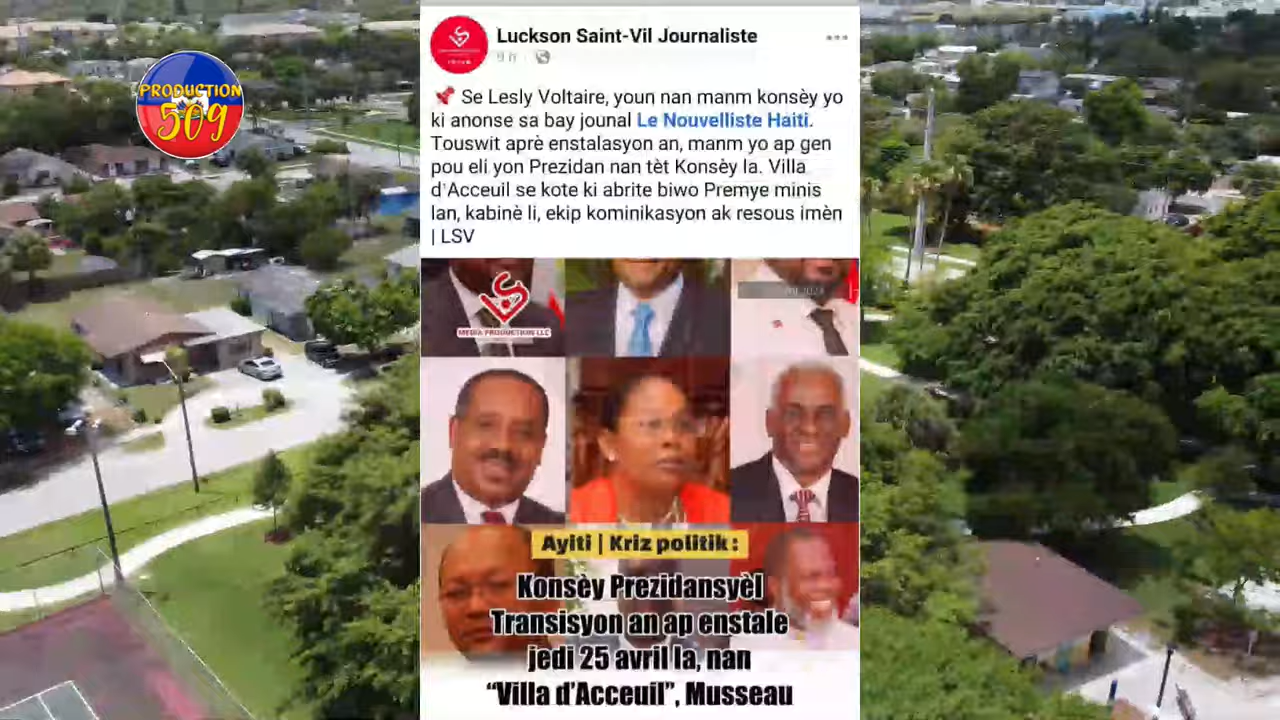 PRODUCTION
509
Luckson Saint-Vil Journaliste
9 h
📌 Se Lesly Voltaire, youn nan manm konsèy yo
ki anonse sa bay jounal Le Nouvelliste Haiti.
Touswit aprè enstalasyon an, manm yo ap gen
pou eli yon Prezidan nan tèt Konsèy la. Villa
d'Acceuil se kote ki abrite biwo Premye minis
lan, kabinè li, ekip kominikasyon ak resous imèn
| LSV
MEDIA PRODUCTION LLC
Ayiti | Kriz politik :
Konsèy Prezidansyèl
Transisyon an ap enstale
jedi 25 avril la, nan
“Villa d’Acceuil”, Musseau